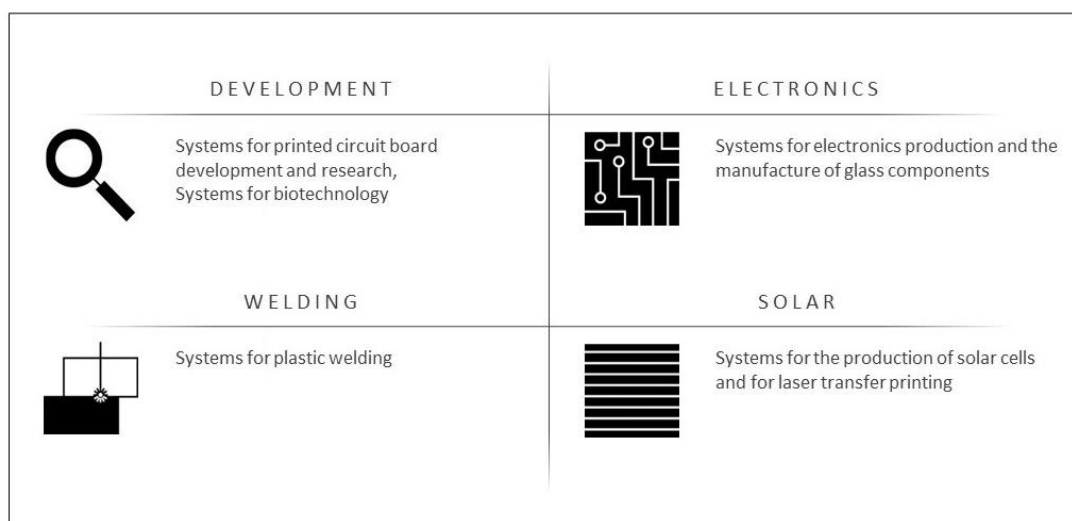 DEVELOPMENT
Systems for printed circuit board
development and research,
Systems for biotechnology
ELECTRONICS
Systems for electronics production and the
manufacture of glass components
WELDING
Systems for plastic welding
SOLAR
Systems for the production of solar cells
and for laser transfer printing